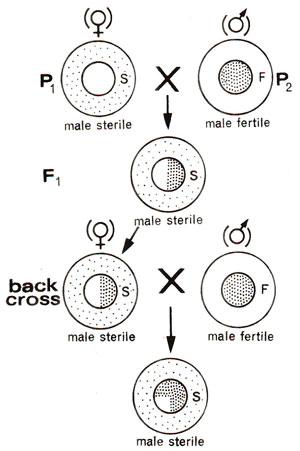 (♀) (♂)
P1 S X F P2
male sterile male fertile
F1 S
male sterile
(♀) (♂)
back
cross S X F
male sterile male fertile
S
male sterile